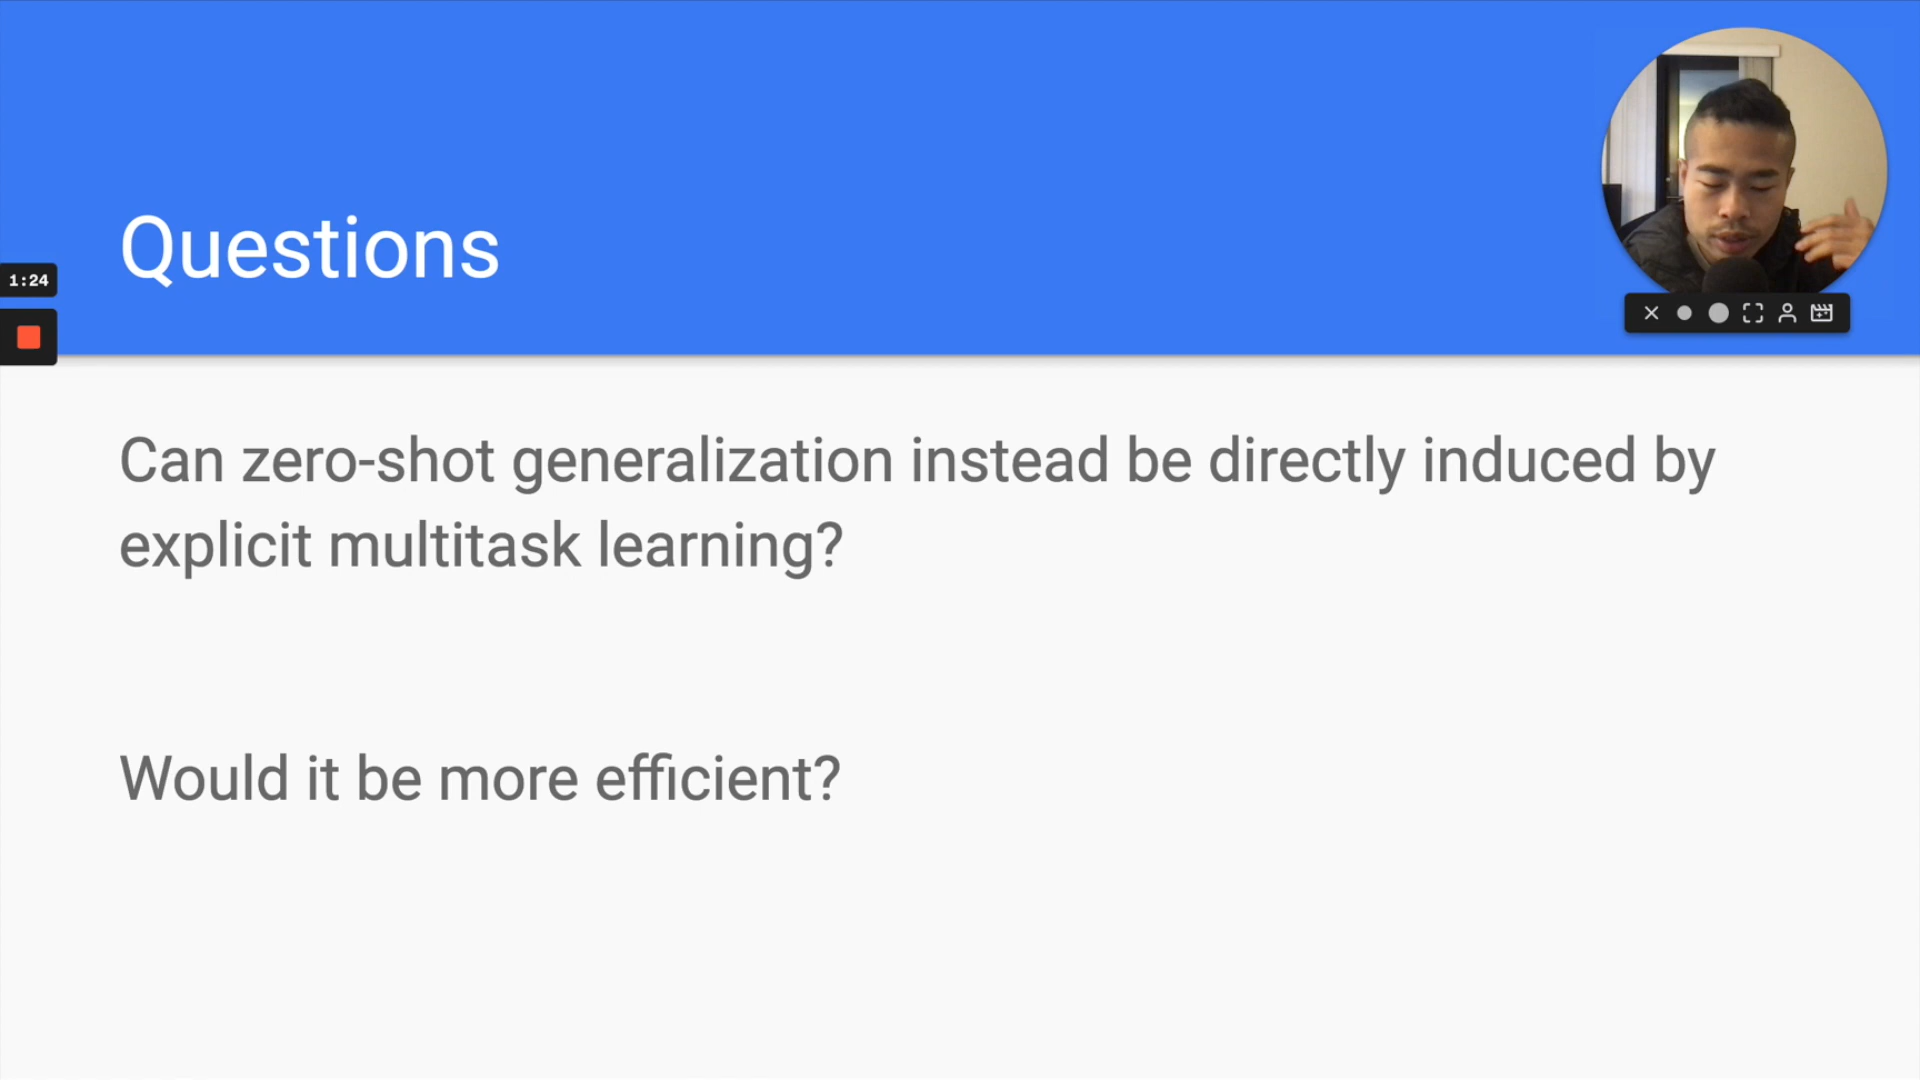 Questions
1:24
Can zero-shot generalization instead be directly induced by
explicit multitask learning?
Would it be more efficient?